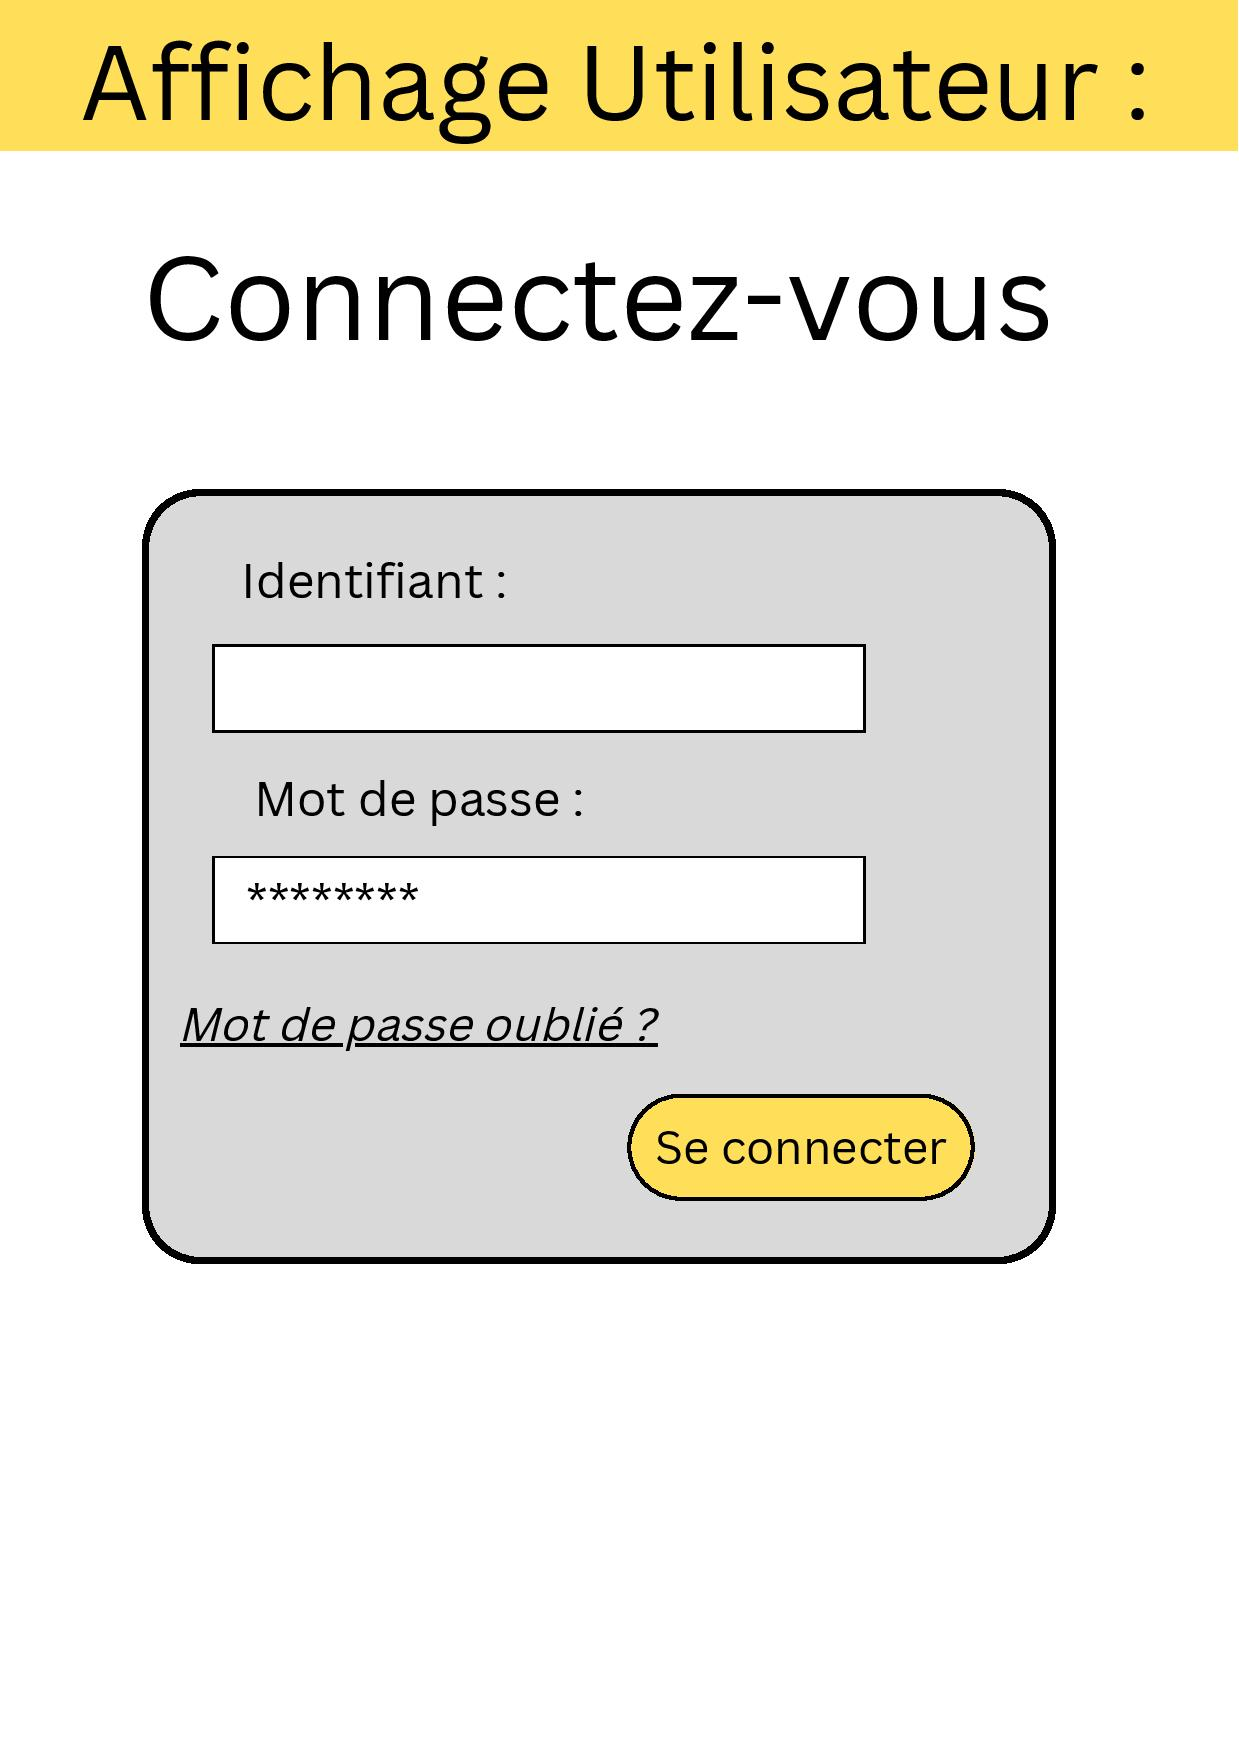 Affichage Utilisateur :
Connectez-vous
Identifiant :
Mot de passe :
********
Mot de passe oublié ?
Se connecter